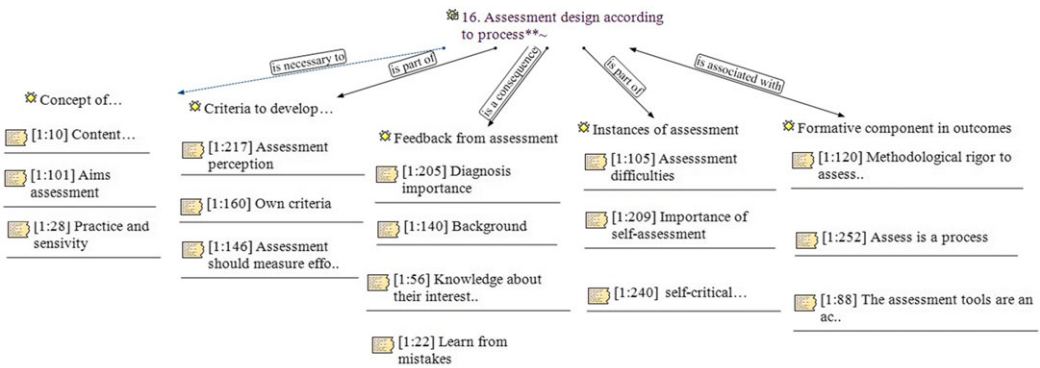 16. Assessment design according
to process**~
is necessary to
is part of
is a consequence
is part of
is associated with
Concept of...
[1:10] Content...
[1:101] Aims
assessment
[1:28] Practice and
sensivity
Criteria to develop...
[1:217] Assessment
perception
[1:160] Own criteria
[1:146] Assessment
should measure effo..
Feedback from assessment
[1:205] Diagnosis
importance
[1:140] Background
[1:56] Knowledge about
their interest..
[1:22] Learn from
mistakes
Instances of assessment
[1:105] Assesssment
difficulties
[1:209] Importance of
self-assessment
[1:240] self-critical...
Formative component in outcomes
[1:120] Methodological rigor to
assess..
[1:252] Assess is a process
[1:88] The assessment tools are an
ac..